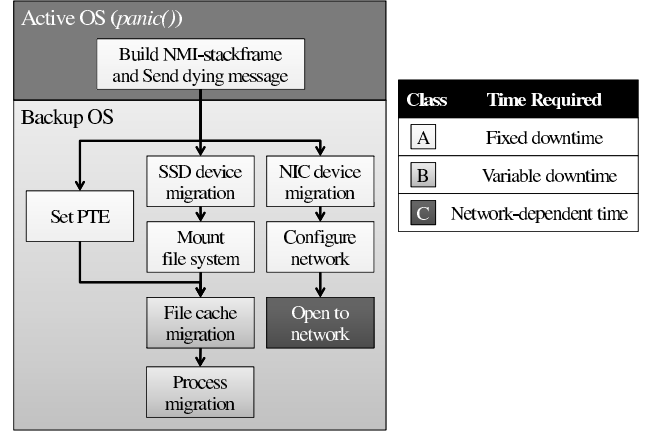 Active OS (panic())
Build NMI-stackframe
and Send dying message
Backup OS
Set PTE
SSD device
migration
Mount
file system
File cache
migration
Process
migration
NIC device
migration
Configure
network
Open to
network
Class Time Required
A Fixed downtime
B Variable downtime
C Network-dependent time